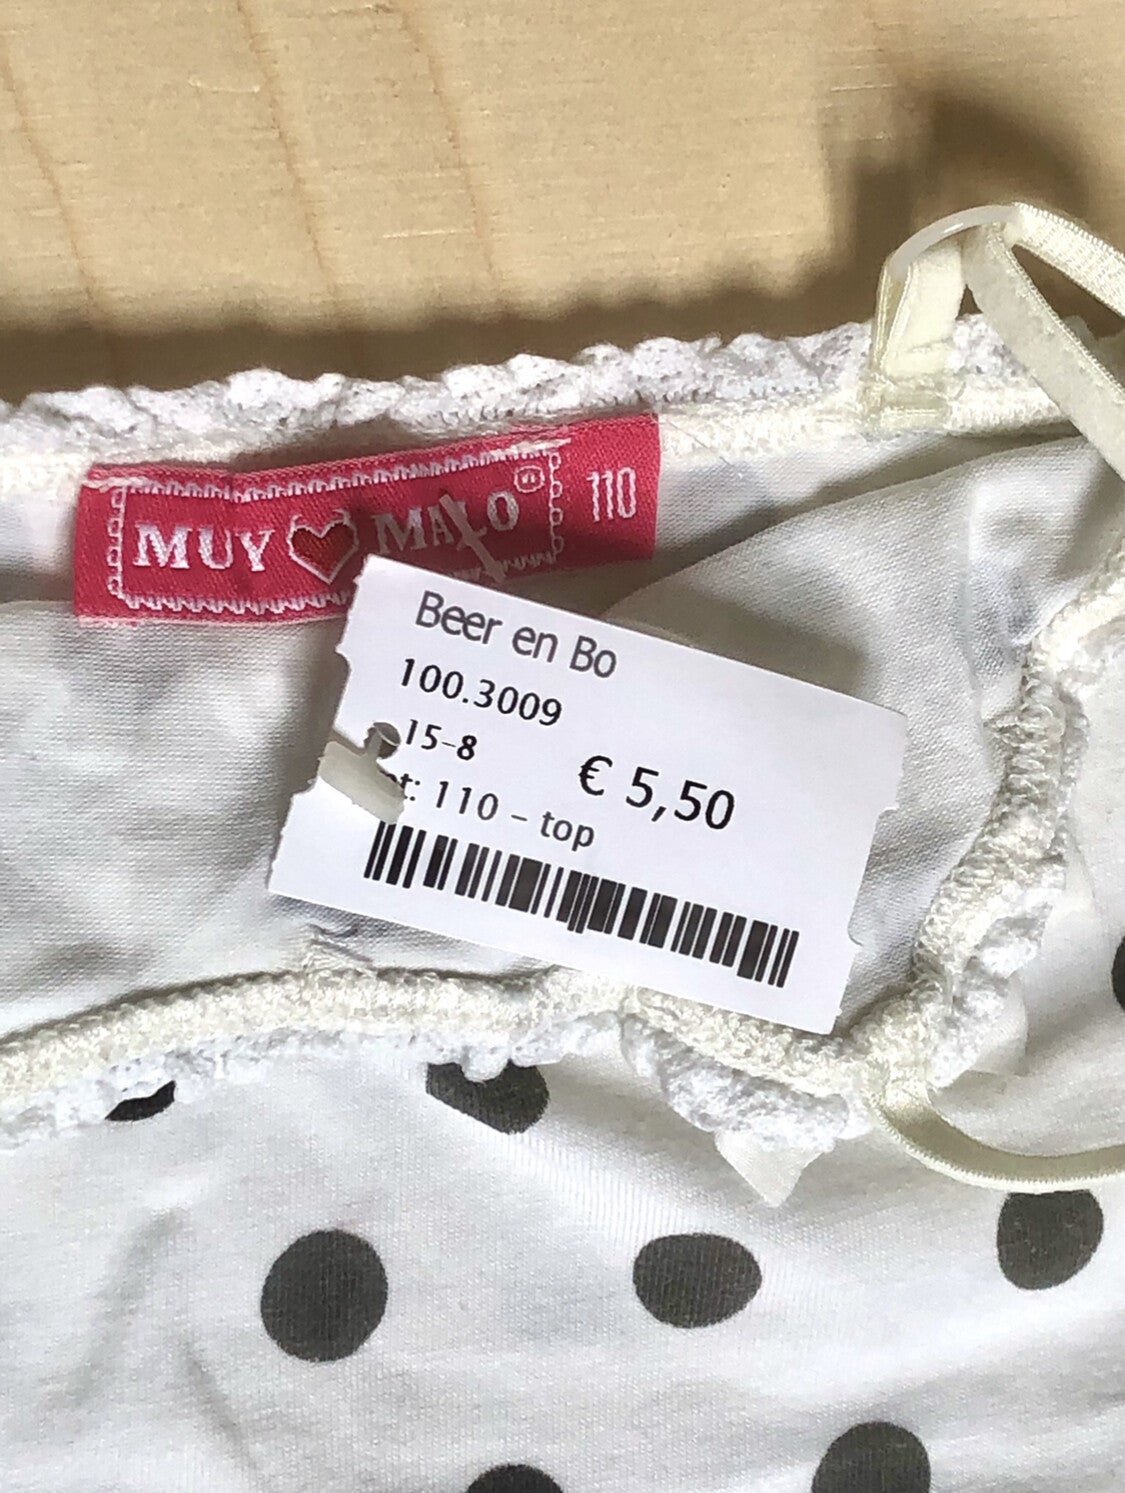 MUY MALO ® 110
Beer en Bo
100.3009
15-8 € 5,50
t: 110 - top